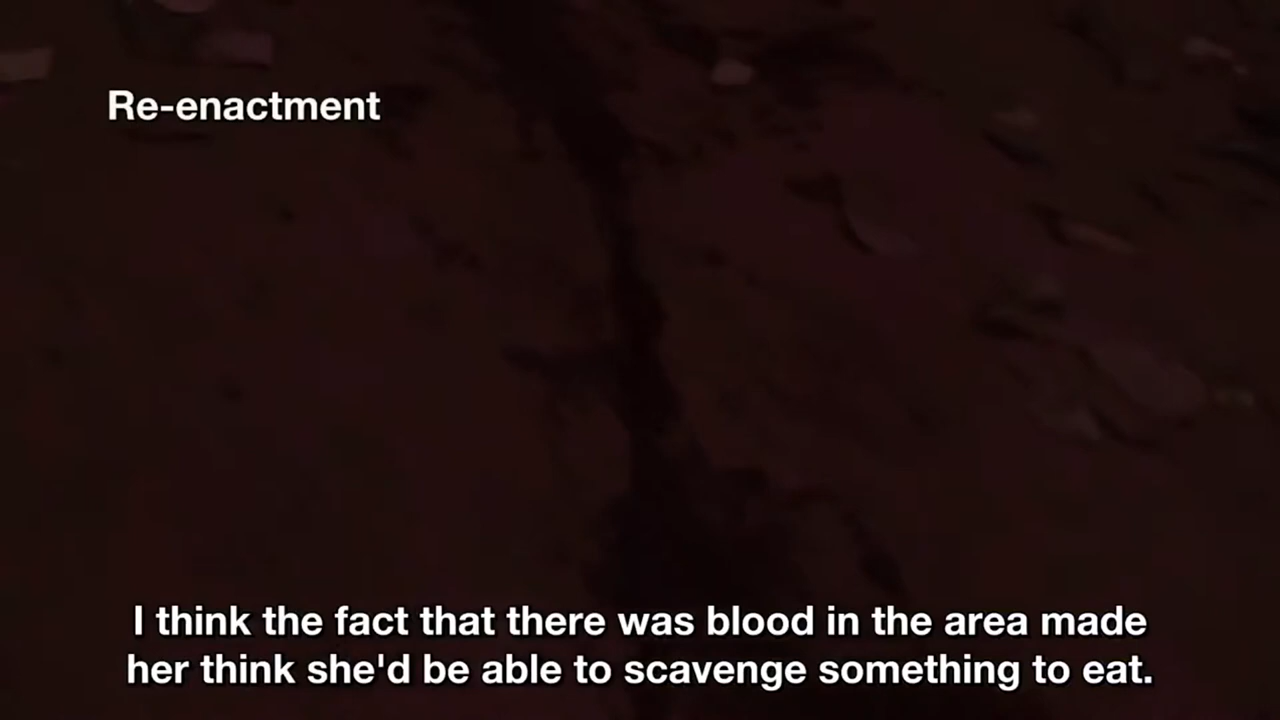 Re-enactment
I think the fact that there was blood in the area made
her think she'd be able to scavenge something to eat.